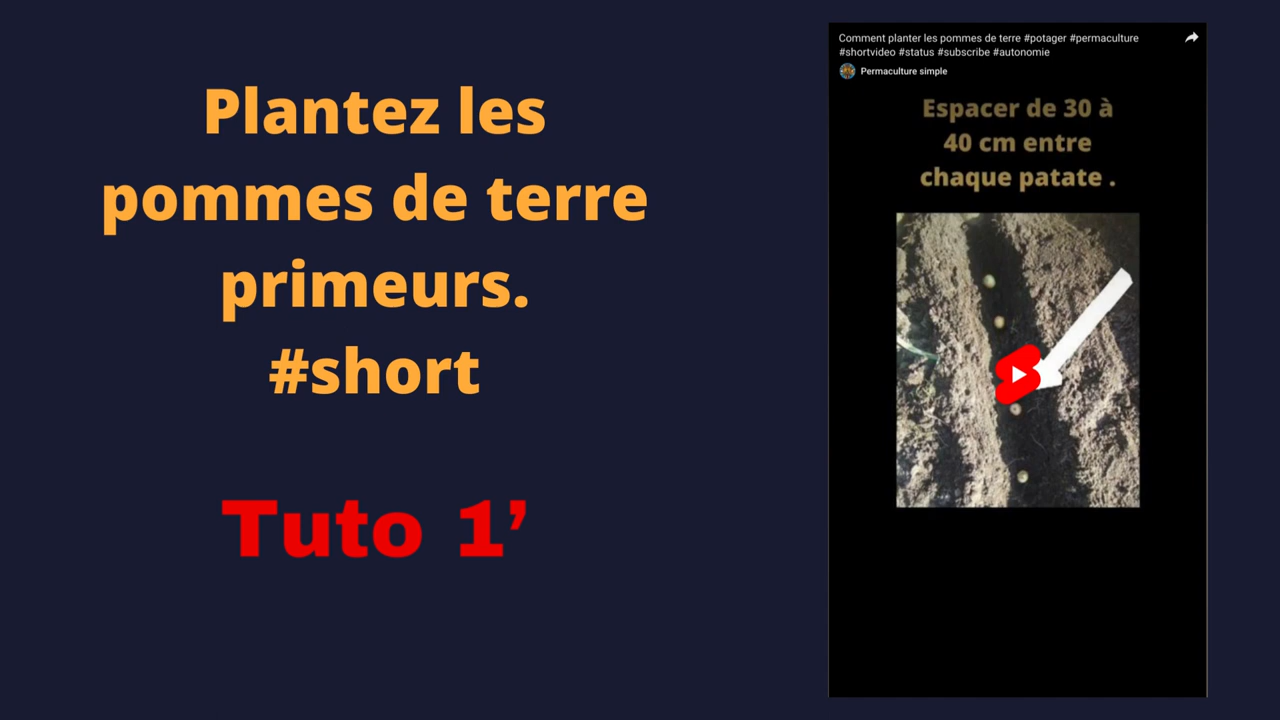 Plantez les
pommes de terre
primeurs.
#short
Tuto 1’
Comment planter les pommes de terre #potager #permaculture
#shortvideo #status #subscribe #autonomie
Permaculture simple
Espacer de 30 à
40 cm entre
chaque patate .